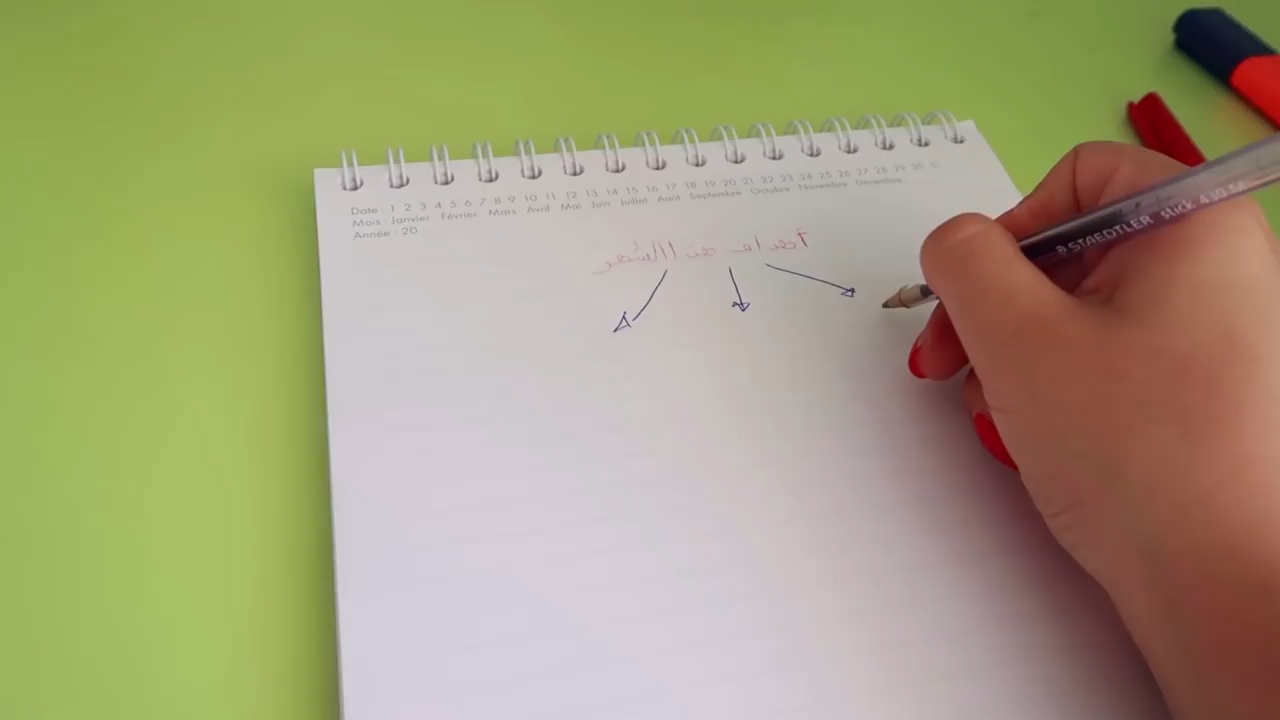 Date : 1 2 3 4 5 6 7 8 9 10 11 12 13 14 15 16 17 18 19 20 21 22 23 24 25 26 27 28 29 30 31
Mois : Janvier Février Mars Avril Mai Juin Juillet Août Septembre Octobre Novembre Decembre
Année : 20
أهداف هذا الشهر
STAEDTLER stick 430 M